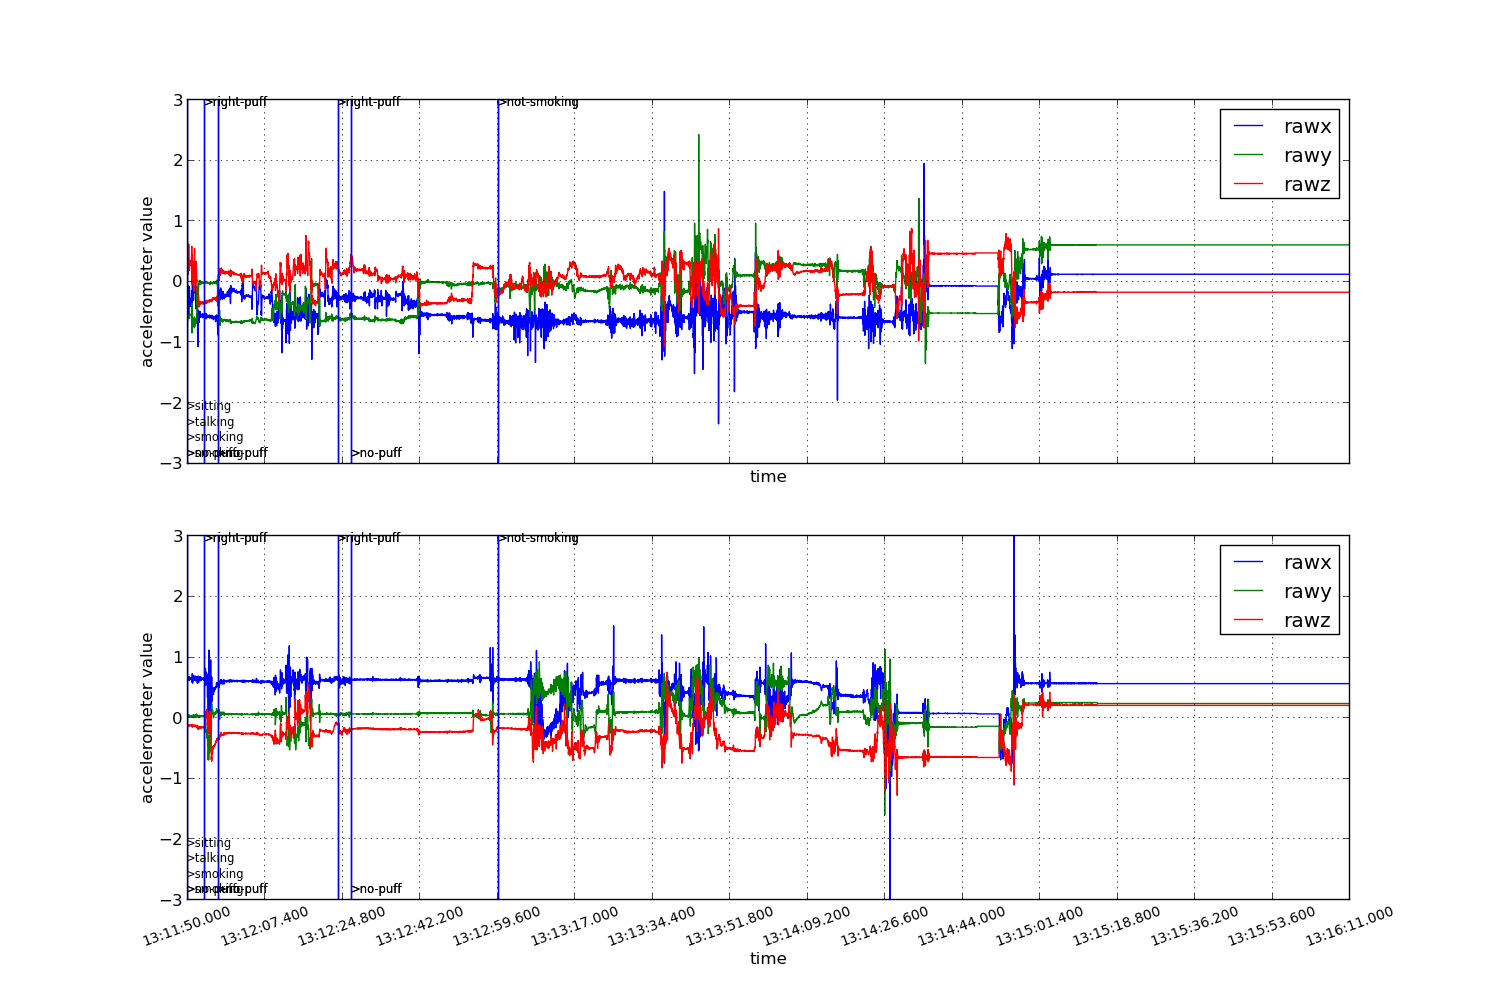 3
>right-puff
>right-puff
>not-smoking
rawx
rawy
rawz
2
1
0
−1
−2
−3
accelerometer value
>sitting
>talking
>smoking
>no-puff
>no-puff
time
3
>right-puff
>right-puff
>not-smoking
rawx
rawy
rawz
2
1
0
−1
−2
−3
accelerometer value
>sitting
>talking
>smoking
>no-puff
>no-puff
13:11:50.000
13:12:07.400
13:12:24.800
13:12:42.200
13:12:59.600
13:13:17.000
13:13:34.400
13:13:51.800
13:14:09.200
13:14:26.600
13:14:44.000
13:15:01.400
13:15:18.800
13:15:36.200
13:15:53.600
13:16:11.000
time